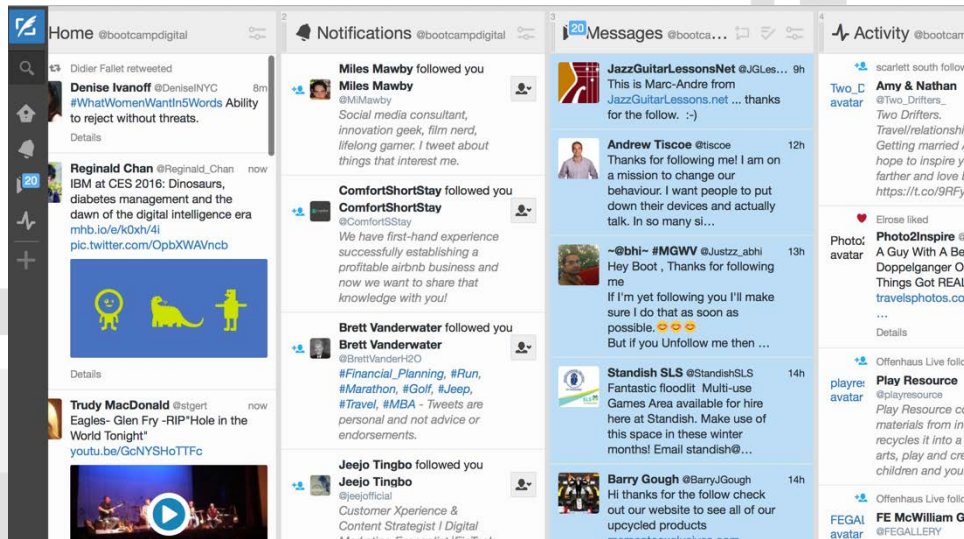 Home @bootcampdigital
Didier Fallet retweeted
Denise Ivanoff @DeniseINYC 8m
#WhatWomenWantIn5Words Ability
to reject without threats.
Details
Reginald Chan @Reginald_Chan now
IBM at CES 2016: Dinosaurs,
diabetes management and the
dawn of the digital intelligence era
mhb.io/e/k0xh/4i
pic.twitter.com/OpbXWAVncb
Details
Trudy MacDonald @stgert now
Eagles- Glen Fry -RIP"Hole in the
World Tonight"
youtu.be/GcNYSHoTTFc
20
2
Notifications @bootcampdigital
Miles Mawby followed you
Miles Mawby
@MiMawby
Social media consultant,
innovation geek, film nerd,
lifelong gamer. I tweet about
things that interest me.
ComfortShortStay followed you
ComfortShortStay
@ComfortSStay
We have first-hand experience
successfully establishing a
profitable airbnb business and
now we want to share that
knowledge with you!
Brett Vanderwater followed you
Brett Vanderwater
@BrettVanderH2O
#Financial_Planning, #Run,
#Marathon, #Golf, #Jeep,
#Travel, #MBA - Tweets are
personal and not advice or
endorsements.
Jeejo Tingbo followed you
Jeejo Tingbo
@jeejofficial
Customer Xperience &
Content Strategist I Digital
3
20
Messages @bootca...
JazzGuitarLessonsNet @JGLes... 9h
This is Marc-Andre from
JazzGuitarLessons.net ... thanks
for the follow. :-)
Andrew Tiscoe @tiscoe 12h
Thanks for following me! I am on
a mission to change our
behaviour. I want people to put
down their devices and actually
talk. In so many si...
~@bhi~ #MGWV @Justzz_abhi 13h
Hey Boot , Thanks for following
me
If I'm yet following you I'll make
sure I do that as soon as
possible.😊😊😊
But if you Unfollow me then ...
Standish SLS @StandishSLS 14h
Fantastic floodlit Multi-use
Games Area available for hire
here at Standish. Make use of
this space in these winter
months! Email standish@...
Barry Gough @BarryJGough 14h
Hi thanks for the follow check
out our website to see all of our
upcycled products
4
Activity @bootcam
scarlett south follow
Two_D
avatar
Amy & Nathan
@Two_Drifters_
Two Drifters.
Travel/relationshi
Getting married
hope to inspire y
farther and love
https://t.co/9RFy
Elrose liked
Photo2
avatar
Photo2Inspire @
A Guy With A Be
Doppelganger O
Things Got REAL
travelsphotos.co
...
Details
Offenhaus Live follo
playres
avatar
Play Resource
@playresource
Play Resource co
materials from in
recycles it into a
arts, play and cre
children and you
Offenhaus Live follo
FEGAL
avatar
FE McWilliam G
@FEGALLERY